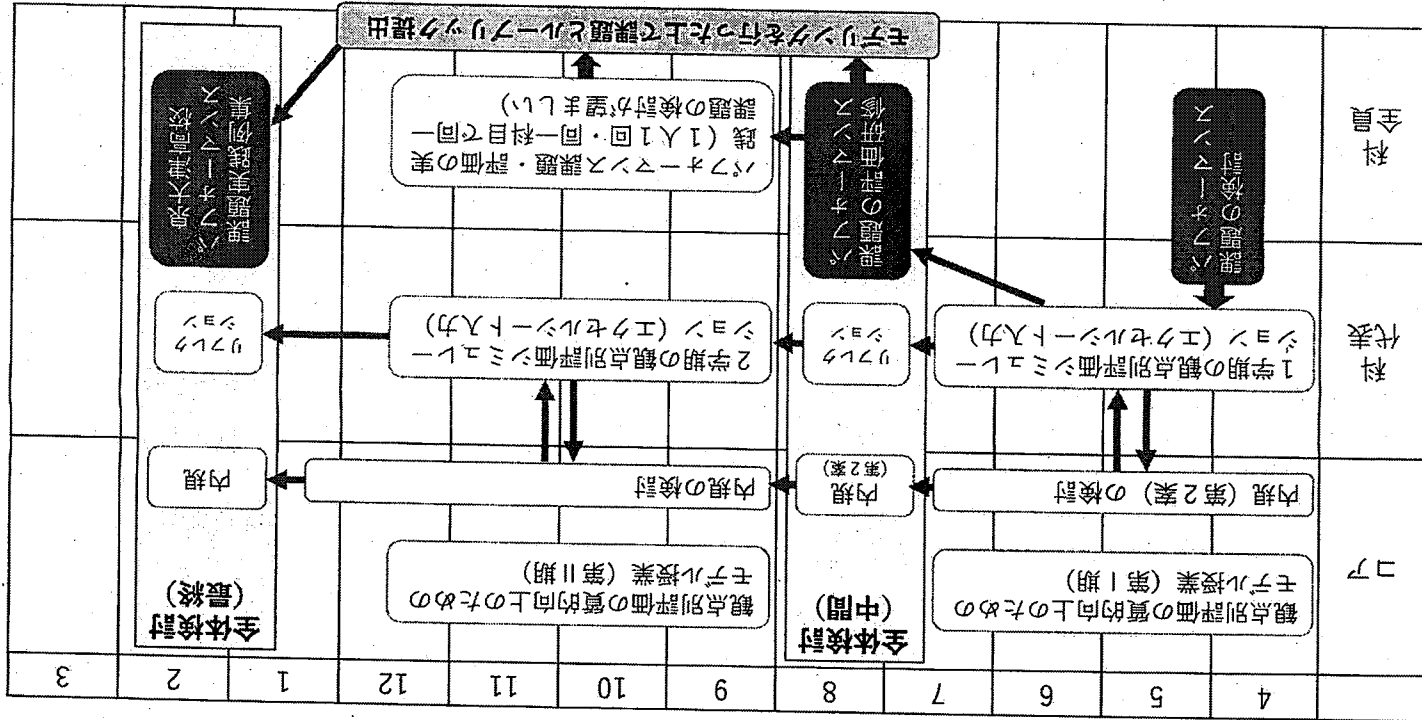 4 5 6 7 8 9 10 11 12 1 2 3
コア
観点別評価の質的向上のための
モデル授業（第Ⅰ期）
全体検討
（中間）
観点別評価の質的向上のための
モデル授業（第Ⅱ期）
全体検討
（最終）
内規（第２案）の検討
内規
（第２案）
内規の検討
内規
科
代表
１学期の観点別評価シミュレー
ション（エクセルシート入力）
リフレク
ション
２学期の観点別評価シミュレー
ション（エクセルシート入力）
リフレク
ション
科
全員
パフォーマンス
課題の検討
パフォーマンス
課題の評価研修
パフォーマンス課題・評価の実
践（１人１回・同一科目で同一
課題の検討が望ましい）
泉大津高校
パフォーマンス
課題実践例集
モデリングを行った上で課題とルーブリック提出